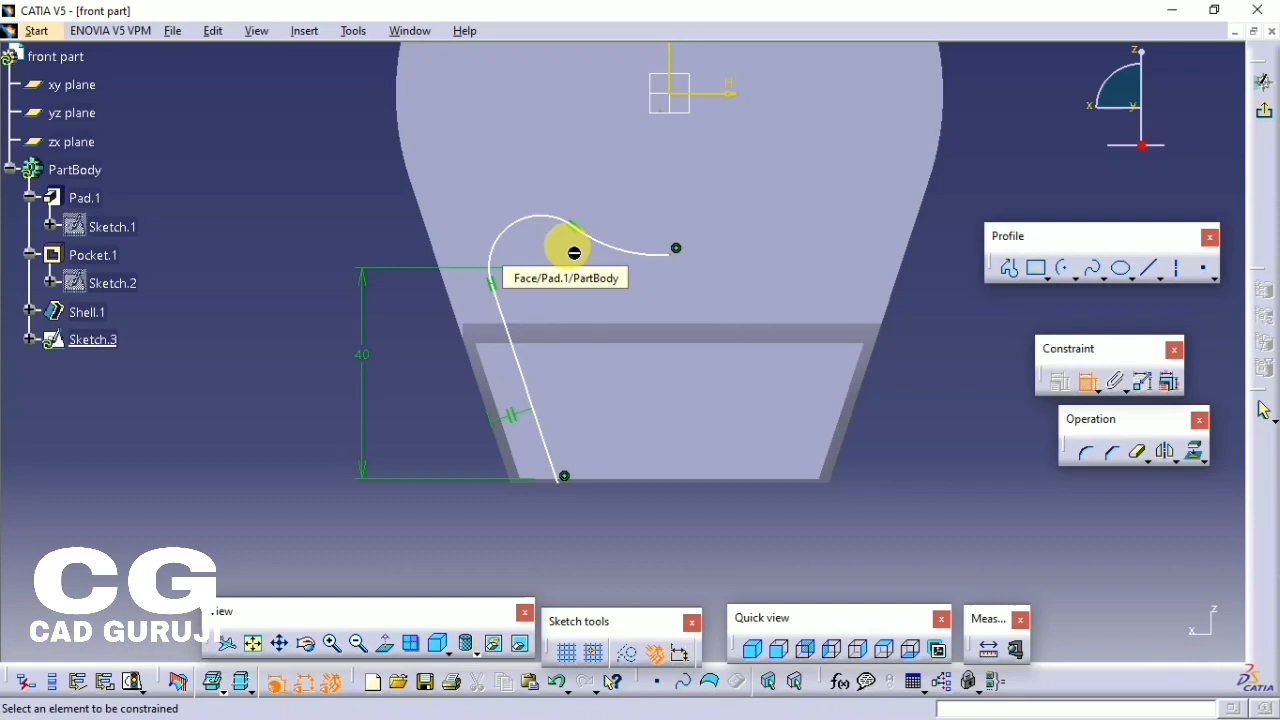 CATIA V5 - [front part]
Start
ENOVIA V5 VPM
File
Edit
View
Insert
Tools
Window
Help
front part
xy plane
yz plane
zx plane
PartBody
Pad.1
Sketch.1
Pocket.1
Sketch.2
Shell.1
Sketch.3
H
z
x
y
Profile
Face/Pad.1/PartBody
40
Constraint
Operation
CG
CAD GURUJI
View
Sketch tools
Quick view
Meas...
z
x
f(x)
CATIA
Select an element to be constrained